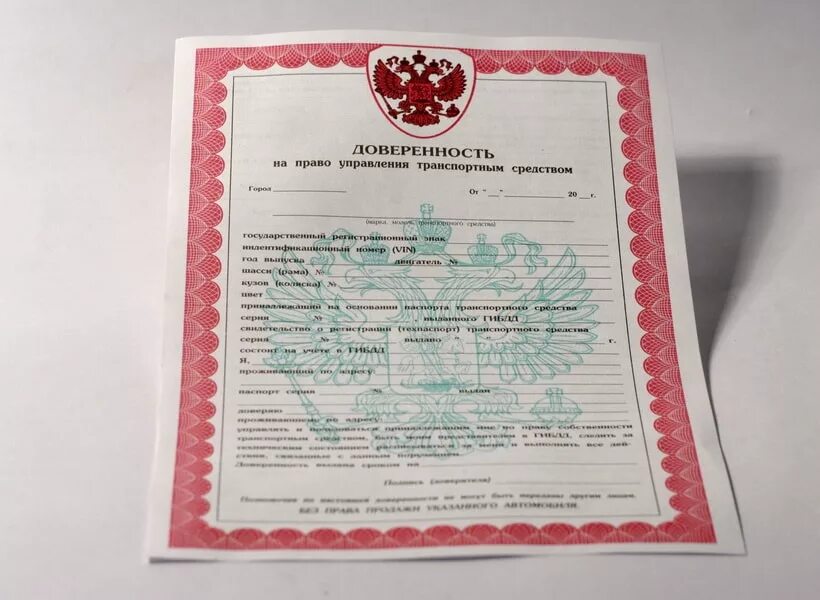 ДОВЕРЕННОСТЬ
на право управления транспортным средством
Город От " " 20 г.
(марка, модель транспортного средства)
государственный регистрационный знак
идентификационный номер (VIN)
год выпуска двигатель №
шасси (рама) №
кузов (коляска) №
цвет
принадлежащий на основании паспорта транспортного средства
серия № , выданного ГИБДД
свидетельство о регистрации (техпаспорт) транспортного средства
серия № выдано " " г.
состоит на учете в ГИБДД
Я,
проживающий по адресу:
паспорт серия № выдан
доверяю
проживающему по адресу:
управлять и пользоваться принадлежащим мне по праву собственности
транспортным средством, быть моим представителем в ГИБДД, следить за
техническим состоянием, расписываться за меня и выполнять все дей-
ствия, связанные с данным поручением.
Доверенность выдана сроком на
Подпись (доверителя)
Полномочия по настоящей доверенности не могут быть переданы другим лицам.
БЕЗ ПРАВА ПРОДАЖИ УКАЗАННОГО АВТОМОБИЛЯ.